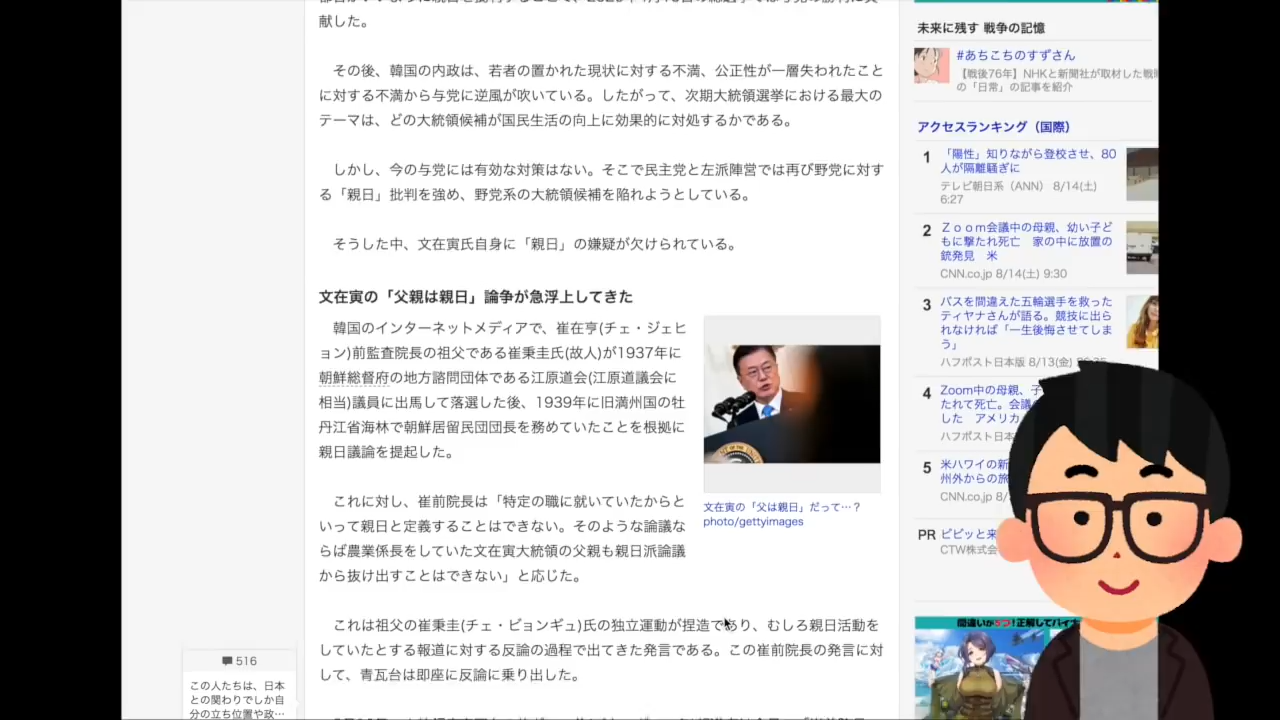 献した。
その後、韓国の内政は、若者の置かれた現状に対する不満、公正性が一層失われたこと
に対する不満から与党に逆風が吹いている。したがって、次期大統領選挙における最大の
テーマは、どの大統領候補が国民生活の向上に効果的に対処するかである。
しかし、今の与党には有効な対策はない。そこで民主党と左派陣営では再び野党に対す
る「親日」批判を強め、野党系の大統領候補を陥れようとしている。
そうした中、文在寅氏自身に「親日」の嫌疑が欠けられている。
文在寅の「父親は親日」論争が急浮上してきた
韓国のインターネットメディアで、崔在亨(チェ・ジェヒ
ョン)前監査院長の祖父である崔秉圭氏(故人)が1937年に
朝鮮総督府の地方諮問団体である江原道会(江原道議会に
相当)議員に出馬して落選した後、1939年に旧満州国の牡
丹江省海林で朝鮮居留民団団長を務めていたことを根拠に
親日議論を提起した。
これに対し、崔前院長は「特定の職に就いていたからと
いって親日と定義することはできない。そのような論議な
らば農業係長をしていた文在寅大統領の父親も親日派論議
から抜け出すことはできない」と応じた。
文在寅の「父は親日」だって…？
photo/gettyimages
これは祖父の崔秉圭(チェ・ビョンギュ)氏の独立運動が捏造であり、むしろ親日活動を
していたとする報道に対する反論の過程で出てきた発言である。この崔前院長の発言に対
して、青瓦台は即座に反論に乗り出した。
516
この人たちは、日本
との関わりでしか自
分の立ち位置や政…
未来に残す 戦争の記憶
#あちこちのすずさん
【戦後76年】NHKと新聞社が取材した戦時
の「日常」の記事を紹介
アクセスランキング（国際）
1 「陽性」知りながら登校させ、80
人が隔離騒ぎに
テレビ朝日系（ANN） 8/14(土)
6:27
2 Ｚｏｏｍ会議中の母親、幼い子ど
もに撃たれ死亡　家の中に放置の
銃発見　米
CNN.co.jp 8/14(土) 9:30
3 バスを間違えた五輪選手を救った
ティヤナさんが語る。競技に出ら
れなければ「一生後悔させてしま
う」
ハフポスト日本版 8/13(金)
4 Zoom中の母親、子
たれて死亡。会議
した　アメリカ
ハフポスト日本
5 米ハワイの新
州外からの旅
CNN.co.jp 8/
PR ビビッと来
CTW株式会
間違いが5つ！正解してバイナ